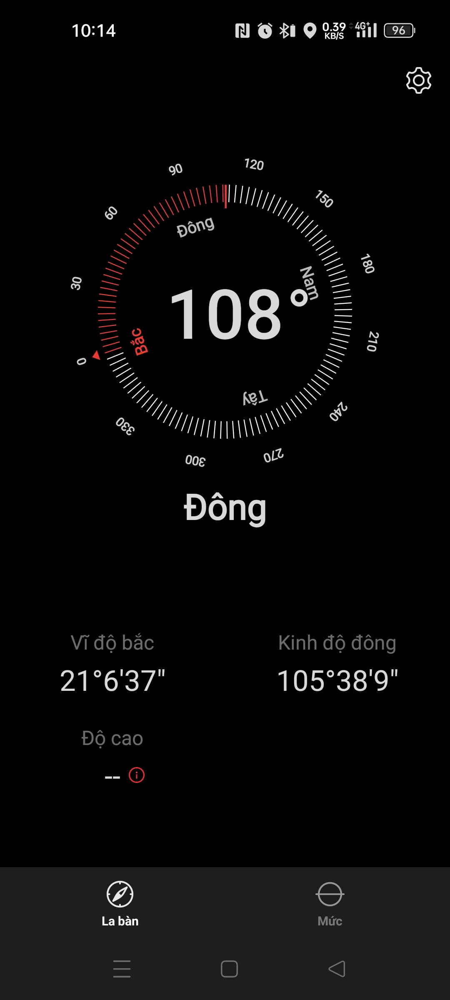 10:14
0.39
KB/S
4G+
96
90
120
60
150
Đông
30
180
Nam
108°
Bắc
0
210
Tây
330
240
300
270
Đông
Vĩ độ bắc
Kinh độ đông
21°6'37"
105°38'9"
Độ cao
--
La bàn
Mức